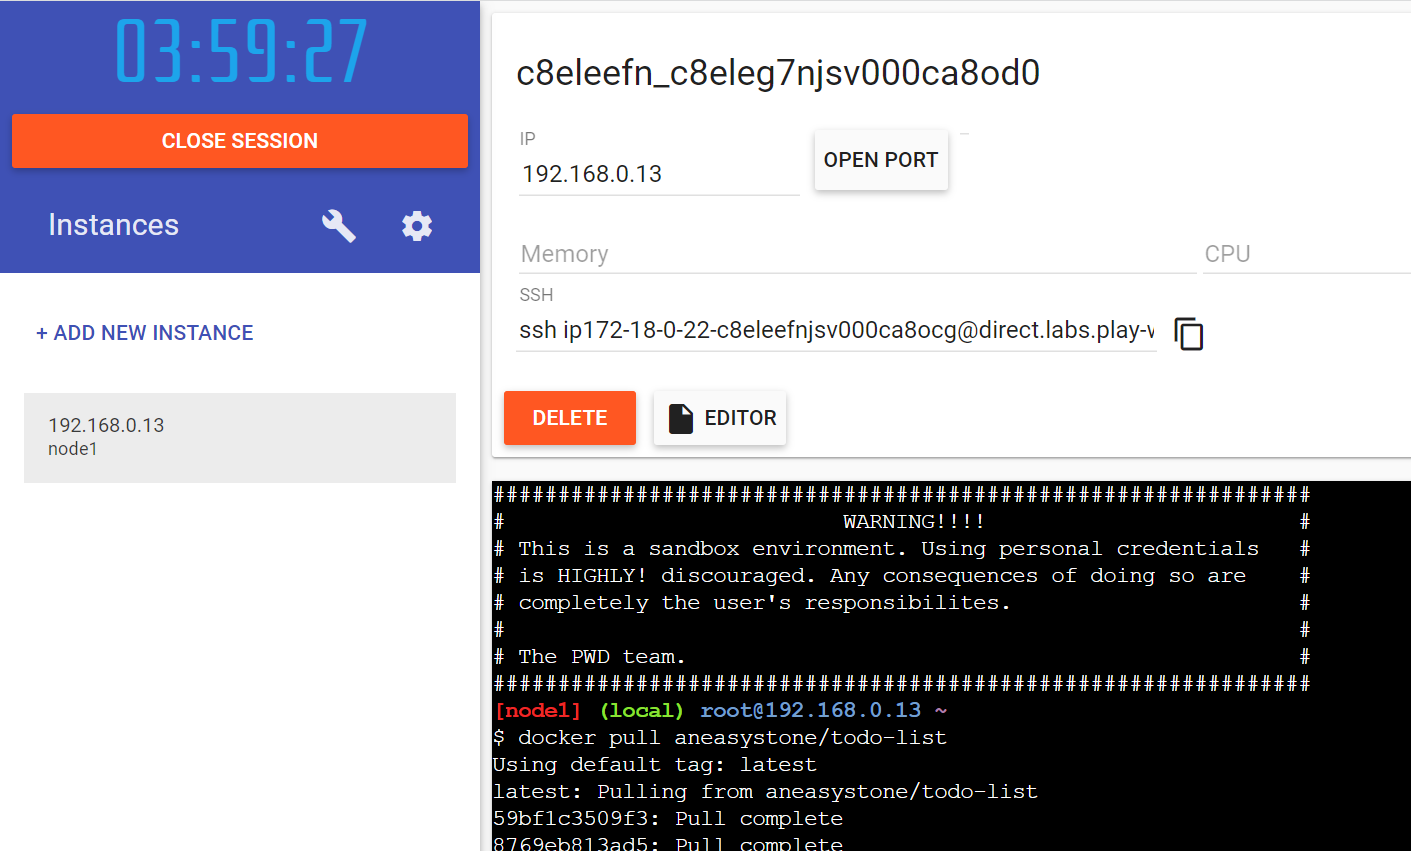 03:59:27
CLOSE SESSION
Instances
+ ADD NEW INSTANCE
192.168.0.13
node1
c8eleefn_c8eleg7njsv000ca8od0
IP
192.168.0.13
OPEN PORT
Memory
CPU
SSH
ssh ip172-18-0-22-c8eleefnjsv000ca8ocg@direct.labs.play-w
DELETE
EDITOR
###############################################################
#                          WARNING!!!!                        #
# This is a sandbox environment. Using personal credentials   #
# is HIGHLY! discouraged. Any consequences of doing so are    #
# completely the user's responsibilites.                      #
#                                                             #
# The PWD team.                                               #
###############################################################
[node1] (local) root@192.168.0.13 ~
$ docker pull aneasystone/todo-list
Using default tag: latest
latest: Pulling from aneasystone/todo-list
59bf1c3509f3: Pull complete
8769eb813ad5: Pull complete